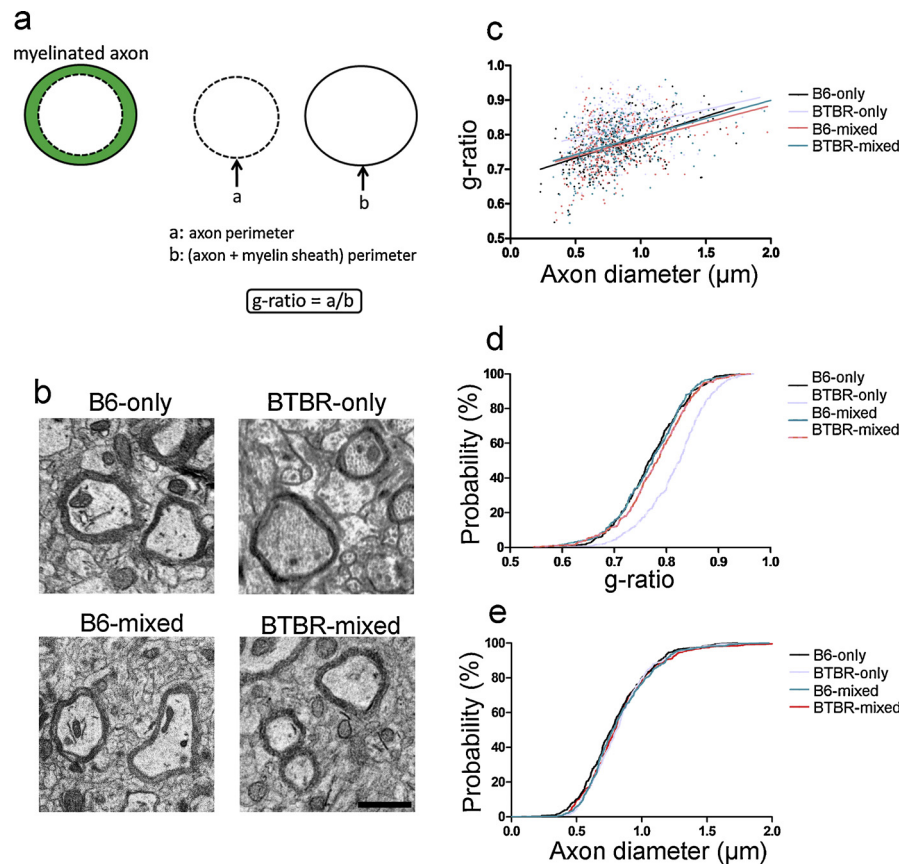 a
myelinated axon
a
b
a: axon perimeter
b: (axon + myelin sheath) perimeter
g-ratio = a/b
b
B6-only
BTBR-only
B6-mixed
BTBR-mixed
c
1.0
0.9
0.8
0.7
0.6
0.5
g-ratio
0.0 0.5 1.0 1.5 2.0
Axon diameter (µm)
B6-only
BTBR-only
B6-mixed
BTBR-mixed
d
100
80
60
40
20
0
Probability (%)
0.5 0.6 0.7 0.8 0.9 1.0
g-ratio
B6-only
BTBR-only
B6-mixed
BTBR-mixed
e
100
80
60
40
20
0
Probability (%)
0.0 0.5 1.0 1.5 2.0
Axon diameter (µm)
B6-only
BTBR-only
B6-mixed
BTBR-mixed